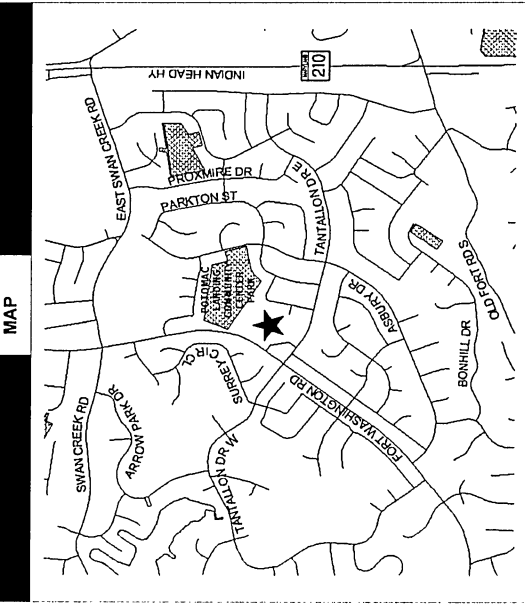 MAP
EAST SWAN CREEK RD
INDIAN HEAD HY
210
PROXMIRE DR
PARKTON ST
TANTALLON DR E
POTOMAC
LANDING
COMMUNITY
CENTER
PARK
SWAN CREEK RD
ARROW PARK DR
SURREY CIR CL
TANTALLON DR W
FORT WASHINGTON RD
ASBURY DR
BONHILL DR
OLD FORT RD S